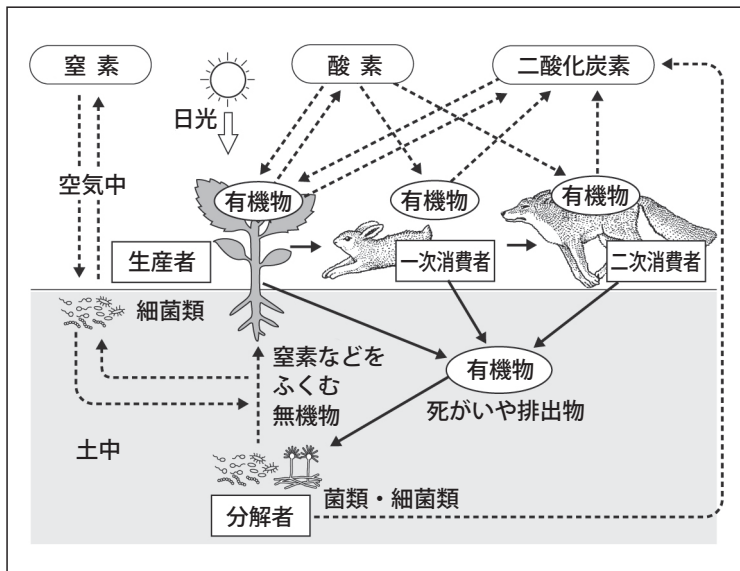 窒 素
酸 素
二酸化炭素
日光
空気中
有機物
有機物
有機物
生産者
一次消費者
二次消費者
細菌類
窒素などを
ふくむ
無機物
有機物
死がいや排出物
土中
菌類・細菌類
分解者